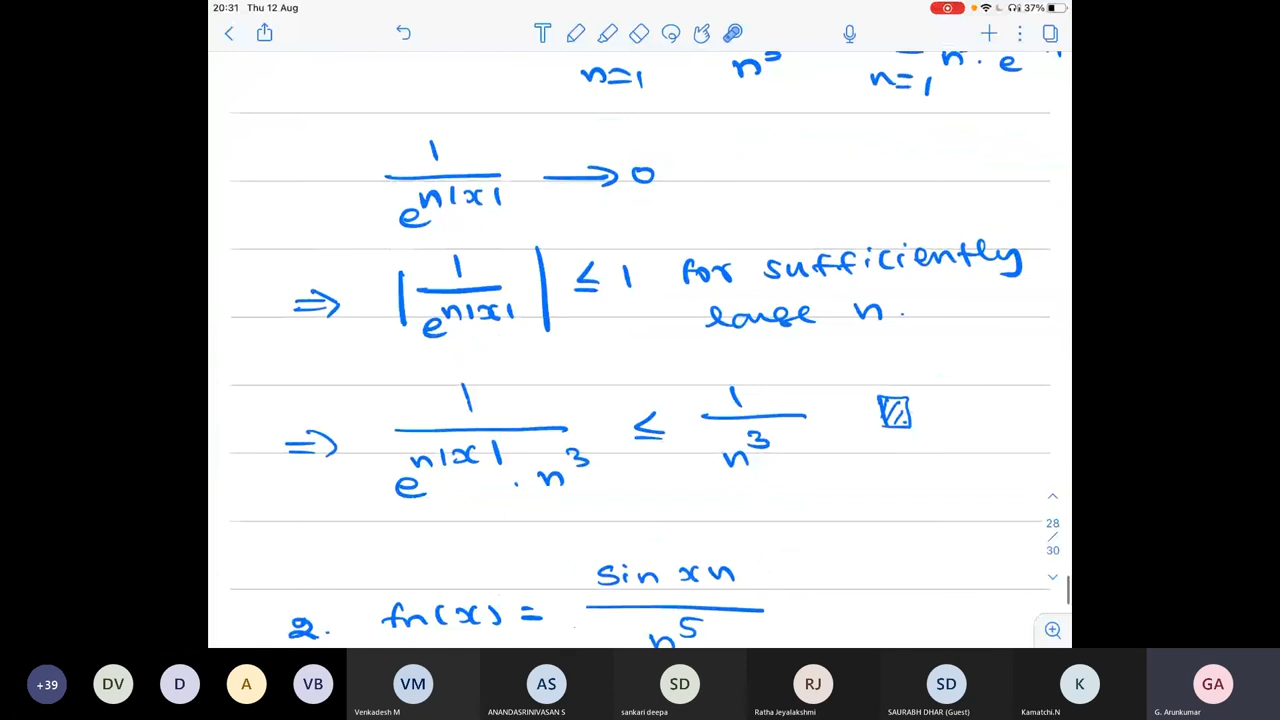 20:31 Thu 12 Aug 37%
n=1 n³ n=1 n · e
1/e^{n|x|} → 0
⇒ |1/e^{n|x|}| ≤ 1 for sufficiently
large n.
⇒ 1/(e^{n|x|} · n³) ≤ 1/n³
28
/
30
2. fn(x) = sin xn / n⁵
+39 DV D A VB VM AS SD RJ SD K GA
Venkadesh M ANANDASRINIVASAN S sankari deepa Ratha Jeyalakshmi SAURABH DHAR (Guest) Kamatchi.N G. Arunkumar